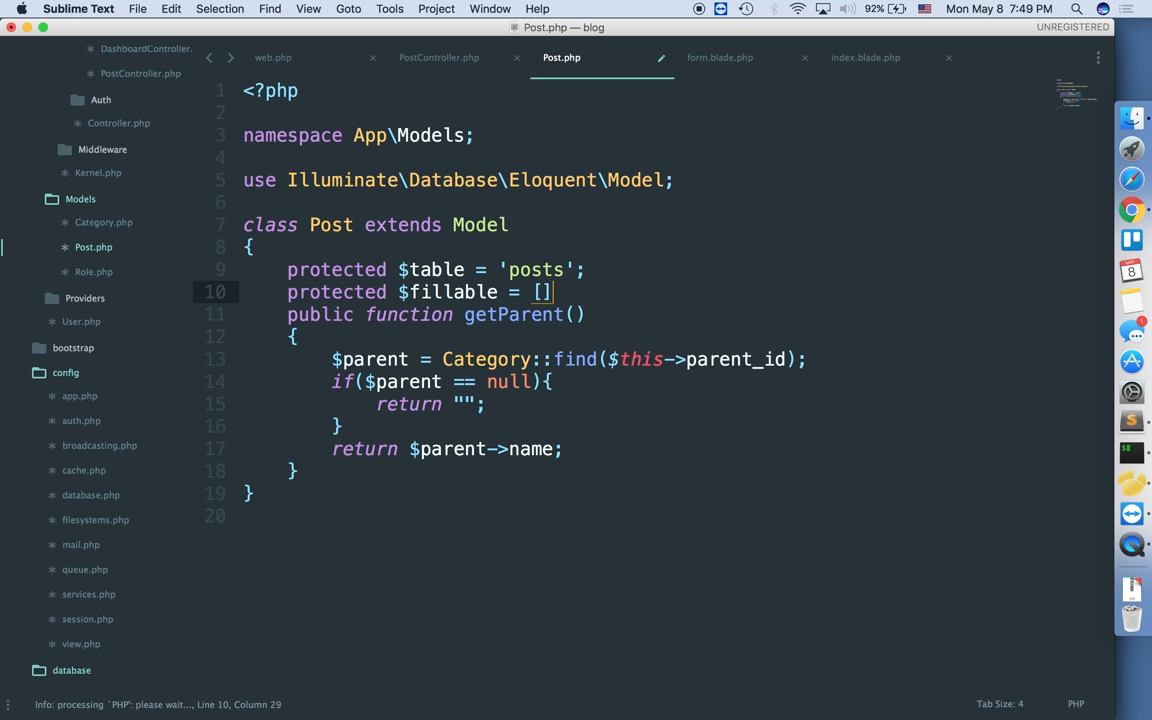 Sublime Text File Edit Selection Find View Goto Tools Project Window Help 92% Mon May 8 7:49 PM
Post.php — blog UNREGISTERED
DashboardController.
PostController.php
Auth
Controller.php
Middleware
Kernel.php
Models
Category.php
Post.php
Role.php
Providers
User.php
bootstrap
config
app.php
auth.php
broadcasting.php
cache.php
database.php
filesystems.php
mail.php
queue.php
services.php
session.php
view.php
database
web.php PostController.php Post.php form.blade.php index.blade.php
1 <?php
2
3 namespace App\Models;
4
5 use Illuminate\Database\Eloquent\Model;
6
7 class Post extends Model
8 {
9 protected $table = 'posts';
10 protected $fillable = []
11 public function getParent()
12 {
13 $parent = Category::find($this->parent_id);
14 if($parent == null){
15 return "";
16 }
17 return $parent->name;
18 }
19 }
20
MAY
8
1
Info: processing `PHP': please wait..., Line 10, Column 29 Tab Size: 4 PHP